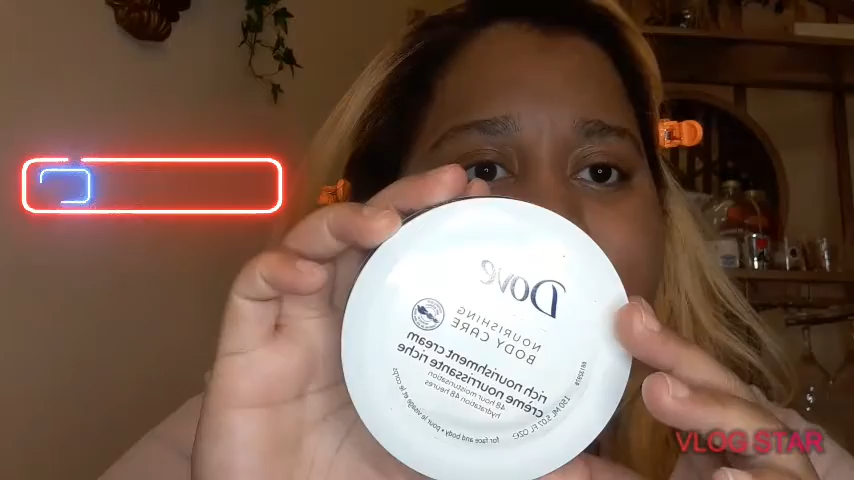 Dove
NOURISHING
BODY CARE
rich nourishment cream
crème nourrissante riche
48 hour moisturisation
hydratation 48 heures
for face and body • pour le visage et le corps
150 ML 5.07 FL OZ
VLOG STAR